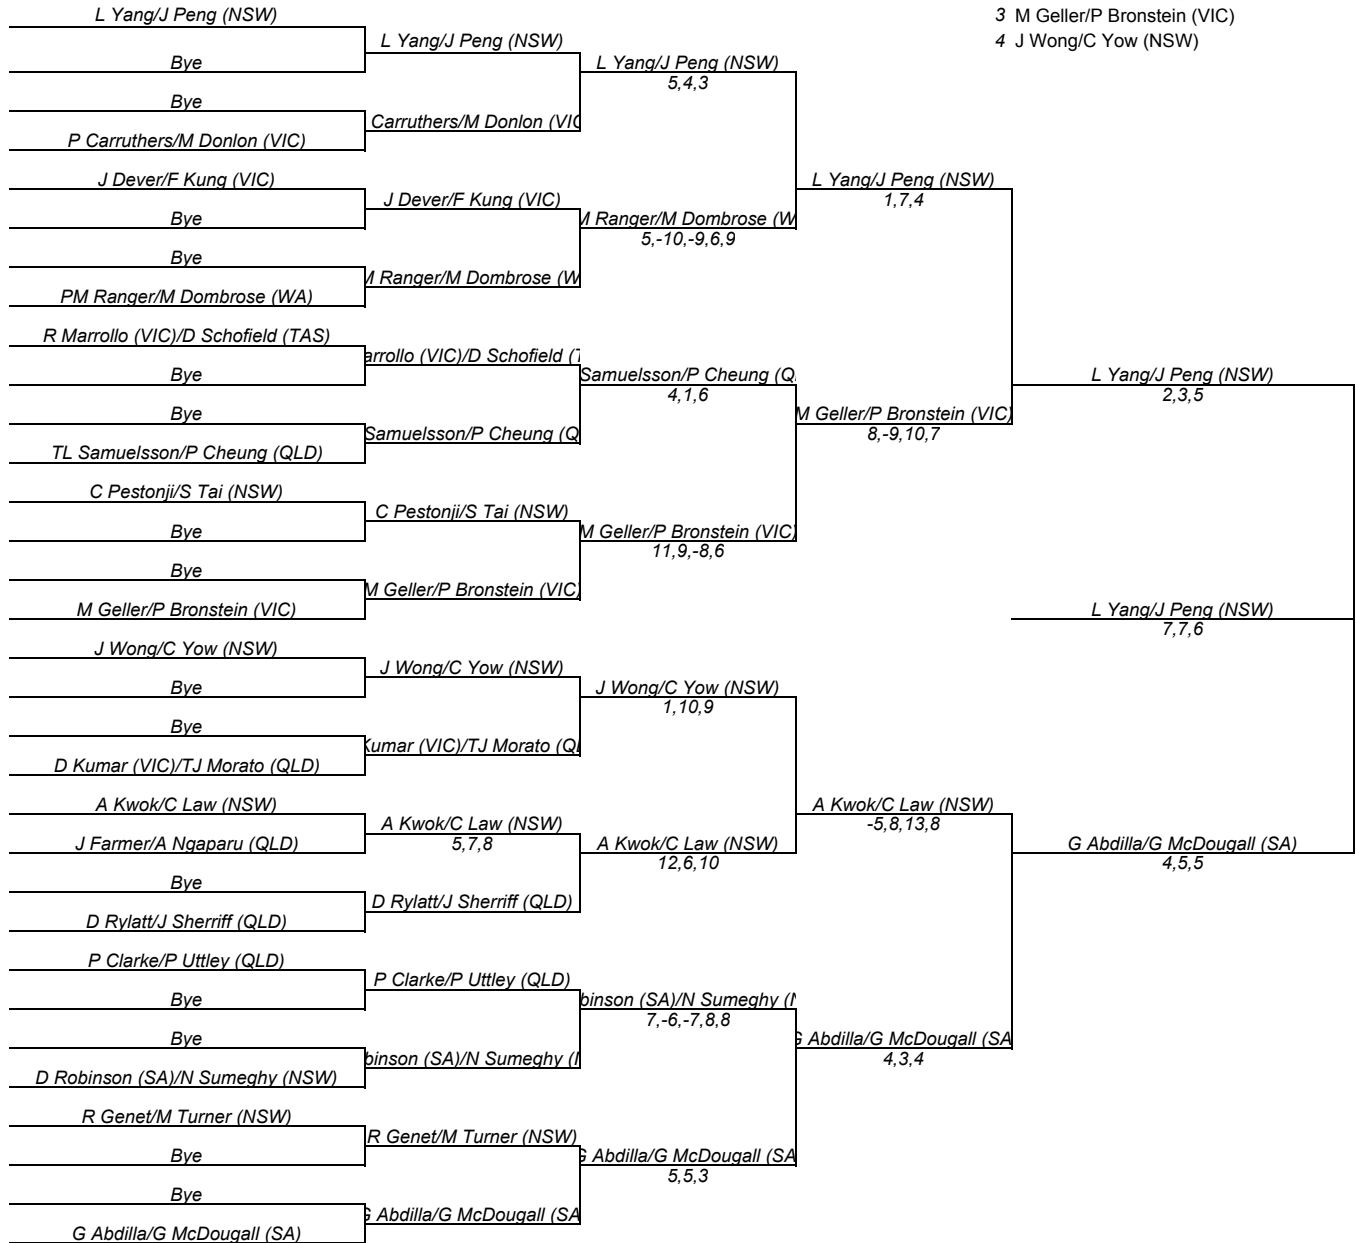 L Yang/J Peng (NSW)
Bye
Bye
P Carruthers/M Donlon (VIC)
J Dever/F Kung (VIC)
Bye
Bye
PM Ranger/M Dombrose (WA)
R Marrollo (VIC)/D Schofield (TAS)
Bye
Bye
TL Samuelsson/P Cheung (QLD)
C Pestonji/S Tai (NSW)
Bye
Bye
M Geller/P Bronstein (VIC)
J Wong/C Yow (NSW)
Bye
Bye
D Kumar (VIC)/TJ Morato (QLD)
A Kwok/C Law (NSW)
J Farmer/A Ngaparu (QLD)
Bye
D Rylatt/J Sherriff (QLD)
P Clarke/P Uttley (QLD)
Bye
Bye
D Robinson (SA)/N Sumeghy (NSW)
R Genet/M Turner (NSW)
Bye
Bye
G Abdilla/G McDougall (SA)
L Yang/J Peng (NSW)
Carruthers/M Donlon (VIC
J Dever/F Kung (VIC)
M Ranger/M Dombrose (W
arrollo (VIC)/D Schofield (T
Samuelsson/P Cheung (Q
C Pestonji/S Tai (NSW)
M Geller/P Bronstein (VIC)
J Wong/C Yow (NSW)
Kumar (VIC)/TJ Morato (QL
A Kwok/C Law (NSW)
5,7,8
D Rylatt/J Sherriff (QLD)
P Clarke/P Uttley (QLD)
binson (SA)/N Sumeghy (N
R Genet/M Turner (NSW)
G Abdilla/G McDougall (SA
L Yang/J Peng (NSW)
5,4,3
M Ranger/M Dombrose (W
5,-10,-9,6,9
Samuelsson/P Cheung (Q
4,1,6
M Geller/P Bronstein (VIC)
11,9,-8,6
J Wong/C Yow (NSW)
1,10,9
A Kwok/C Law (NSW)
12,6,10
binson (SA)/N Sumeghy (N
7,-6,-7,8,8
G Abdilla/G McDougall (SA
5,5,3
L Yang/J Peng (NSW)
1,7,4
M Geller/P Bronstein (VIC)
8,-9,10,7
A Kwok/C Law (NSW)
-5,8,13,8
G Abdilla/G McDougall (SA
4,3,4
3 M Geller/P Bronstein (VIC)
4 J Wong/C Yow (NSW)
L Yang/J Peng (NSW)
2,3,5
L Yang/J Peng (NSW)
7,7,6
G Abdilla/G McDougall (SA)
4,5,5